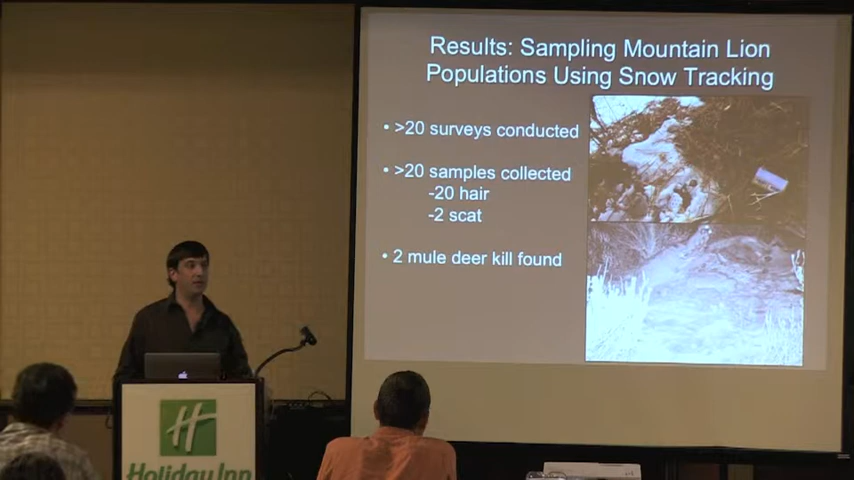 Results: Sampling Mountain Lion
Populations Using Snow Tracking
• >20 surveys conducted
• >20 samples collected
-20 hair
-2 scat
• 2 mule deer kill found
H
Holiday Inn